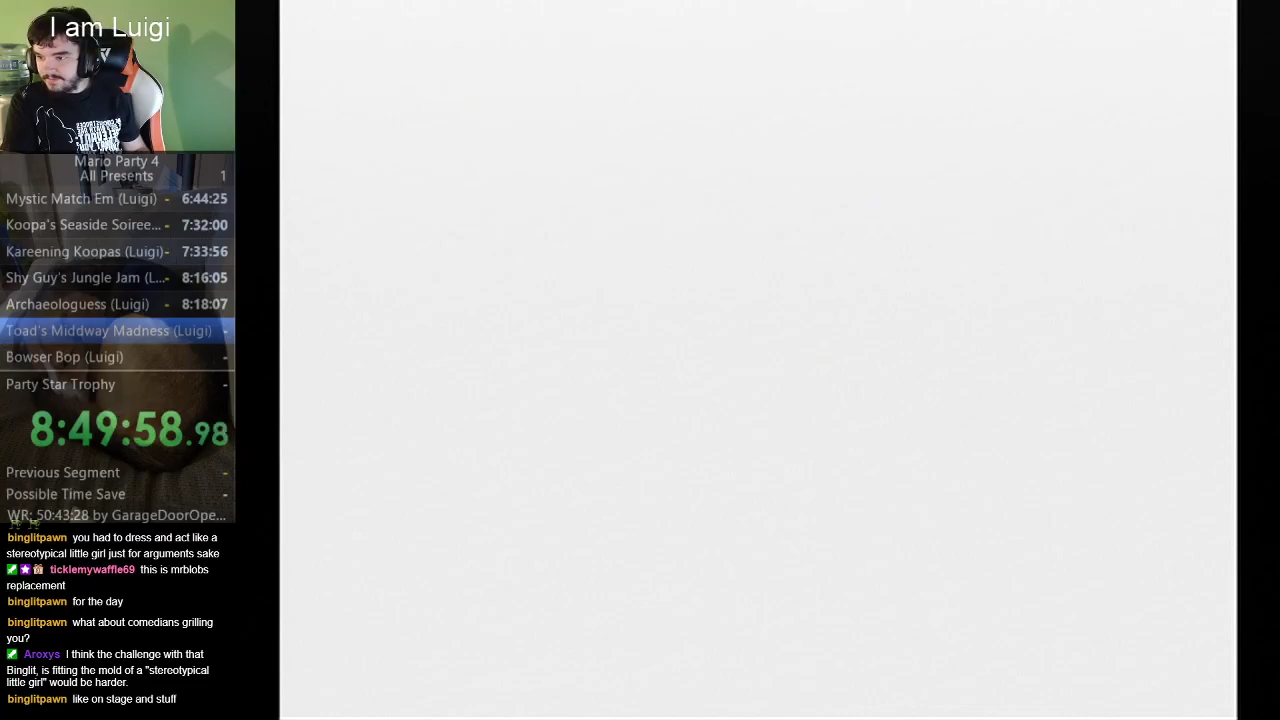 I am Luigi
Mario Party 4
All Presents 1
Mystic Match Em (Luigi) - 6:44:25
Koopa's Seaside Soiree... - 7:32:00
Kareening Koopas (Luigi) - 7:33:56
Shy Guy's Jungle Jam (L... - 8:16:05
Archaeologuess (Luigi) - 8:18:07
Toad's Middway Madness (Luigi) -
Bowser Bop (Luigi) -
Party Star Trophy -
8:49:58.98
Previous Segment -
Possible Time Save -
WR: 50:43:28 by GarageDoorOpe...
binglitpawn you had to dress and act like a
stereotypical little girl just for arguments sake
ticklemywaffle69 this is mrblobs
replacement
binglitpawn for the day
binglitpawn what about comedians grilling
you?
Aroxys I think the challenge with that
Binglit, is fitting the mold of a "stereotypical
little girl" would be harder.
binglitpawn like on stage and stuff